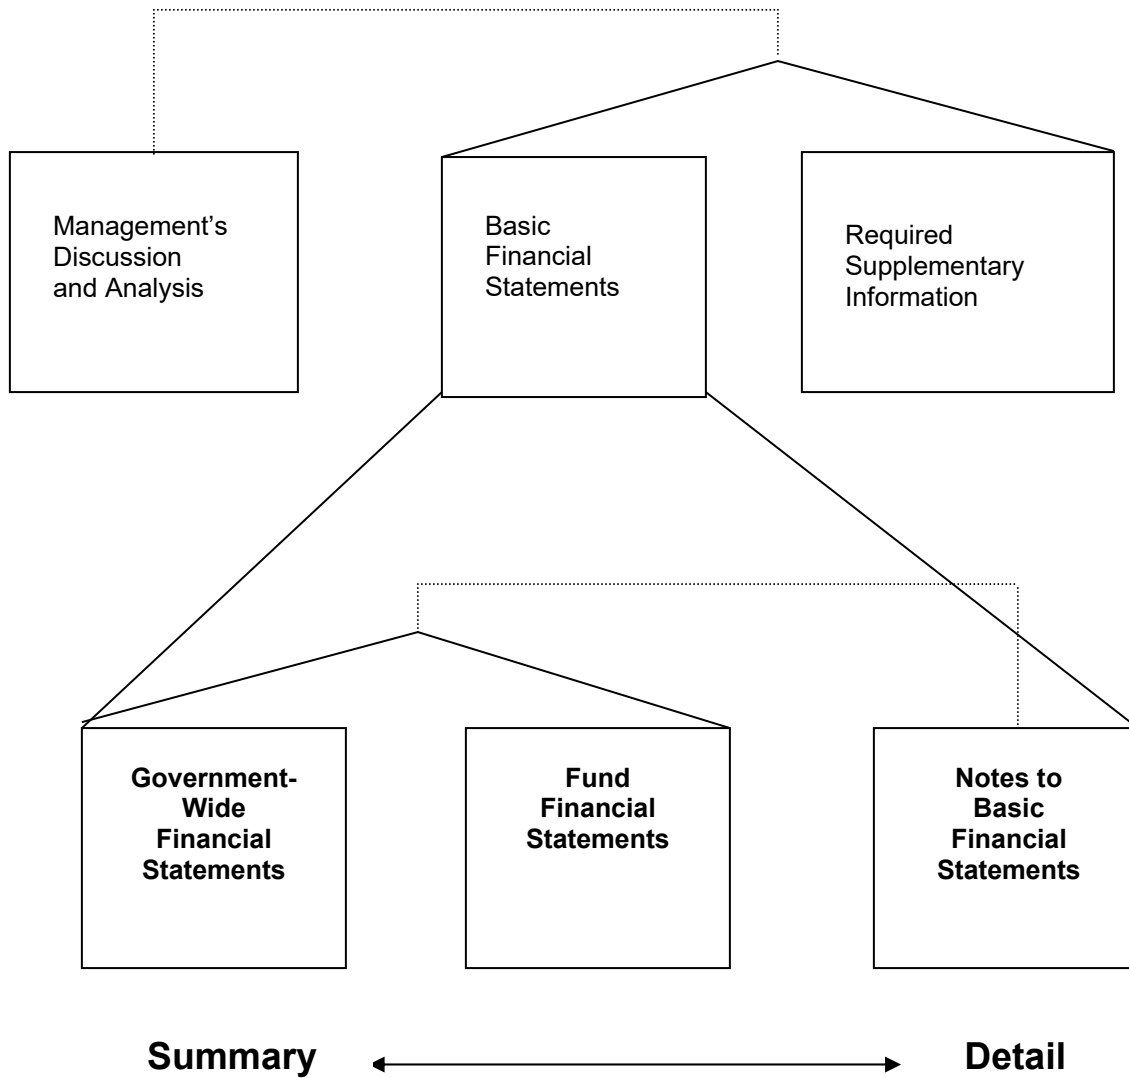 Management’s
Discussion
and Analysis
Basic
Financial
Statements
Required
Supplementary
Information
Government-
Wide
Financial
Statements
Fund
Financial
Statements
Notes to
Basic
Financial
Statements
Summary
Detail